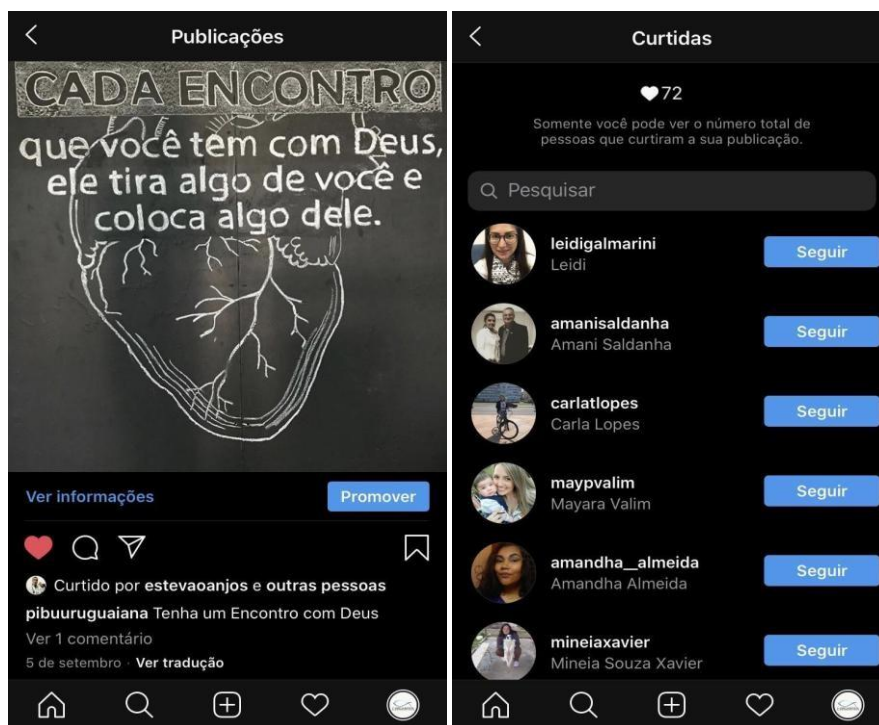 Publicações
CADA ENCONTRO
que você tem com Deus,
ele tira algo de você e
coloca algo dele.
Ver informações
Promover
Curtido por estevaoanjos e outras pessoas
pibuuruguaiana Tenha um Encontro com Deus
Ver 1 comentário
5 de setembro · Ver tradução
Curtidas
72
Somente você pode ver o número total de
pessoas que curtiram a sua publicação.
Pesquisar
leidigalmarini
Leidi
Seguir
amanisaldanha
Amani Saldanha
Seguir
carlatlopes
Carla Lopes
Seguir
maypvalim
Mayara Valim
Seguir
amandha__almeida
Amandha Almeida
Seguir
mineiaxavier
Mineia Souza Xavier
Seguir